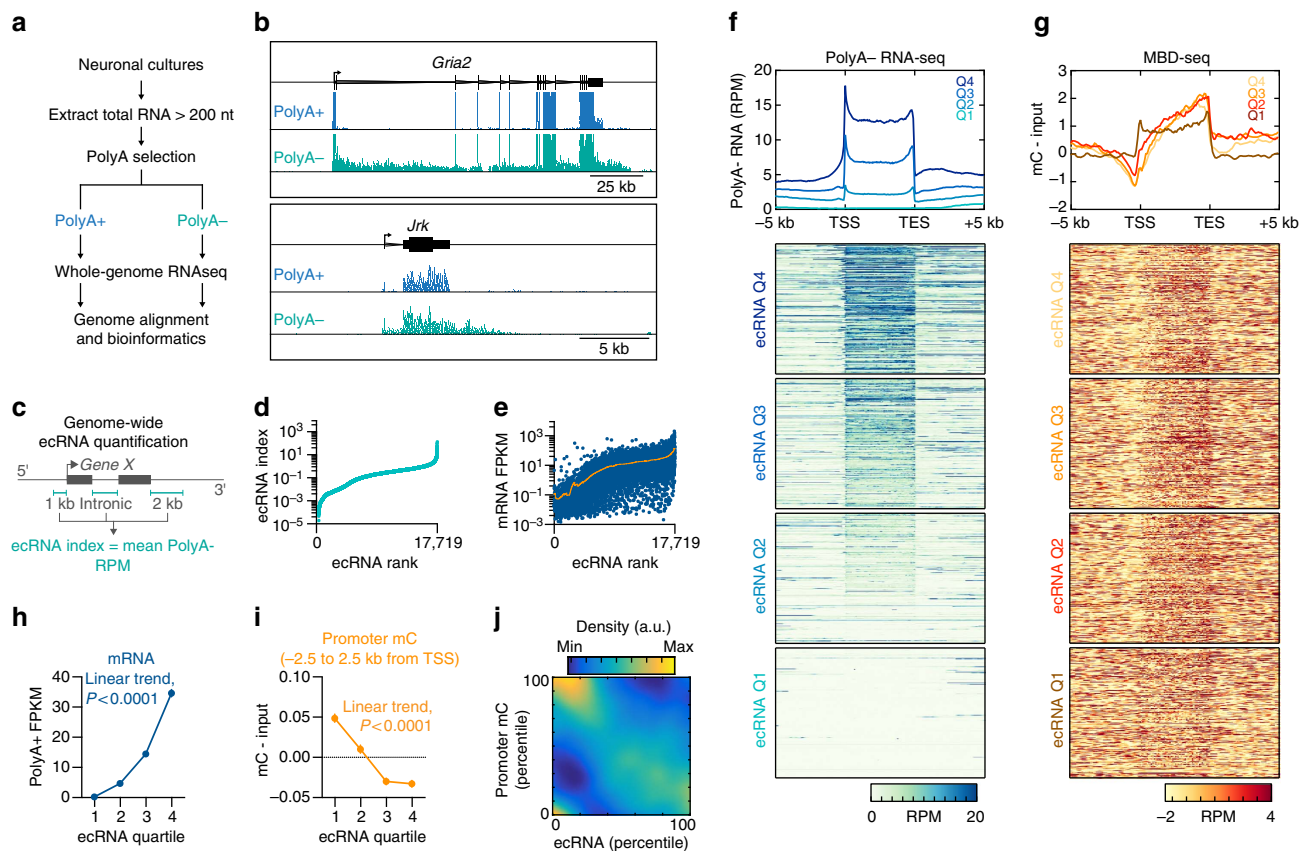 a
Neuronal cultures
Extract total RNA > 200 nt
PolyA selection
PolyA+
PolyA−
Whole-genome RNAseq
Genome alignment
and bioinformatics
b
Gria2
PolyA+
PolyA−
25 kb
Jrk
PolyA+
PolyA−
5 kb
c
Genome-wide
ecRNA quantification
5'
Gene X
3'
1 kb Intronic 2 kb
ecRNA index = mean PolyA-
RPM
d
ecRNA index
10³
10¹
10⁻¹
10⁻³
10⁻⁵
0 17,719
ecRNA rank
e
mRNA FPKM
10³
10¹
10⁻¹
10⁻³
0 17,719
ecRNA rank
f
PolyA− RNA-seq
PolyA- RNA (RPM)
20
15
10
5
0
Q4
Q3
Q2
Q1
−5 kb TSS TES +5 kb
ecRNA Q4
ecRNA Q3
ecRNA Q2
ecRNA Q1
0 RPM 20
g
MBD-seq
mC - input
3
2
1
0
−1
−2
Q4
Q3
Q2
Q1
−5 kb TSS TES +5 kb
ecRNA Q4
ecRNA Q3
ecRNA Q2
ecRNA Q1
−2 RPM 4
h
mRNA
Linear trend,
P<0.0001
PolyA+ FPKM
40
30
20
10
0
1 2 3 4
ecRNA quartile
i
Promoter mC
(−2.5 to 2.5 kb from TSS)
Linear trend,
P<0.0001
mC - input
0.10
0.05
0.00
−0.05
1 2 3 4
ecRNA quartile
j
Density (a.u.)
Min Max
Promoter mC
(percentile)
100
0
0 100
ecRNA (percentile)